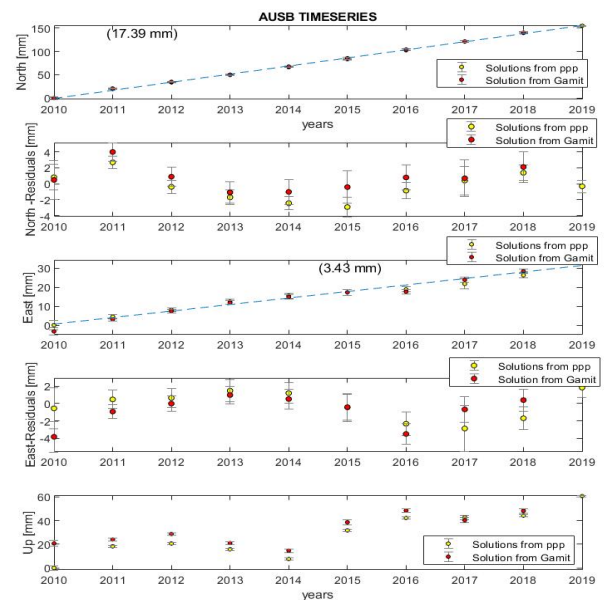 AUSB TIMESERIES
North [mm]
150
100
50
0
(17.39 mm)
Solutions from ppp
Solution from Gamit
2010 2011 2012 2013 2014 2015 2016 2017 2018 2019
years
North -Residuals [mm]
4
2
0
-2
-4
Solutions from ppp
Solution from Gamit
2010 2011 2012 2013 2014 2015 2016 2017 2018 2019
East [mm]
30
20
10
0
(3.43 mm)
Solutions from ppp
Solution from Gamit
2010 2011 2012 2013 2014 2015 2016 2017 2018 2019
East-Residuals [mm]
2
0
-2
-4
Solutions from ppp
Solution from Gamit
2010 2011 2012 2013 2014 2015 2016 2017 2018 2019
Up [mm]
60
40
20
0
Solutions from ppp
Solution from Gamit
2010 2011 2012 2013 2014 2015 2016 2017 2018 2019
years